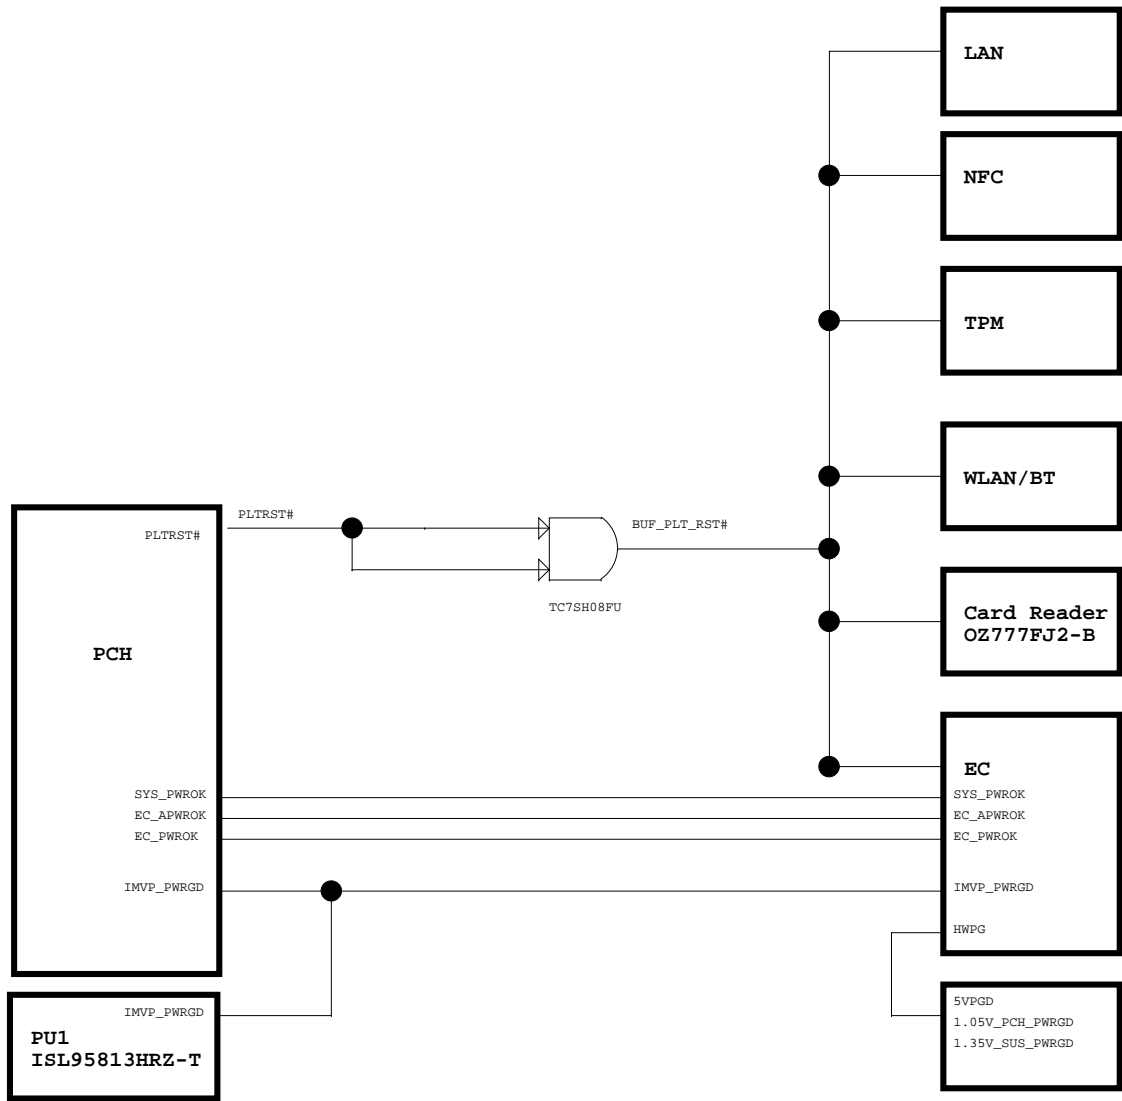 LAN
NFC
TPM
WLAN/BT
PLTRST#
PLTRST#
BUF_PLT_RST#
TC7SH08FU
Card Reader
OZ777FJ2-B
PCH
EC
SYS_PWROK
EC_APWROK
EC_PWROK
IMVP_PWRGD
SYS_PWROK
EC_APWROK
EC_PWROK
IMVP_PWRGD
HWPG
IMVP_PWRGD
PU1
ISL95813HRZ-T
5VPGD
1.05V_PCH_PWRGD
1.35V_SUS_PWRGD